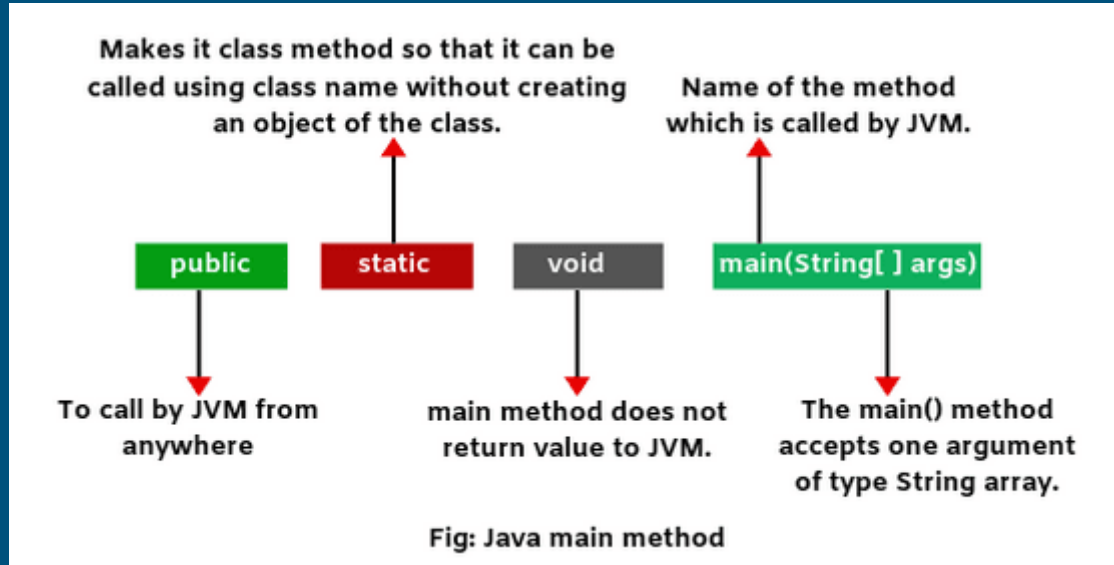 Makes it class method so that it can be
called using class name without creating
an object of the class.
Name of the method
which is called by JVM.
public
static
void
main(String[ ] args)
To call by JVM from
anywhere
main method does not
return value to JVM.
The main() method
accepts one argument
of type String array.
Fig: Java main method